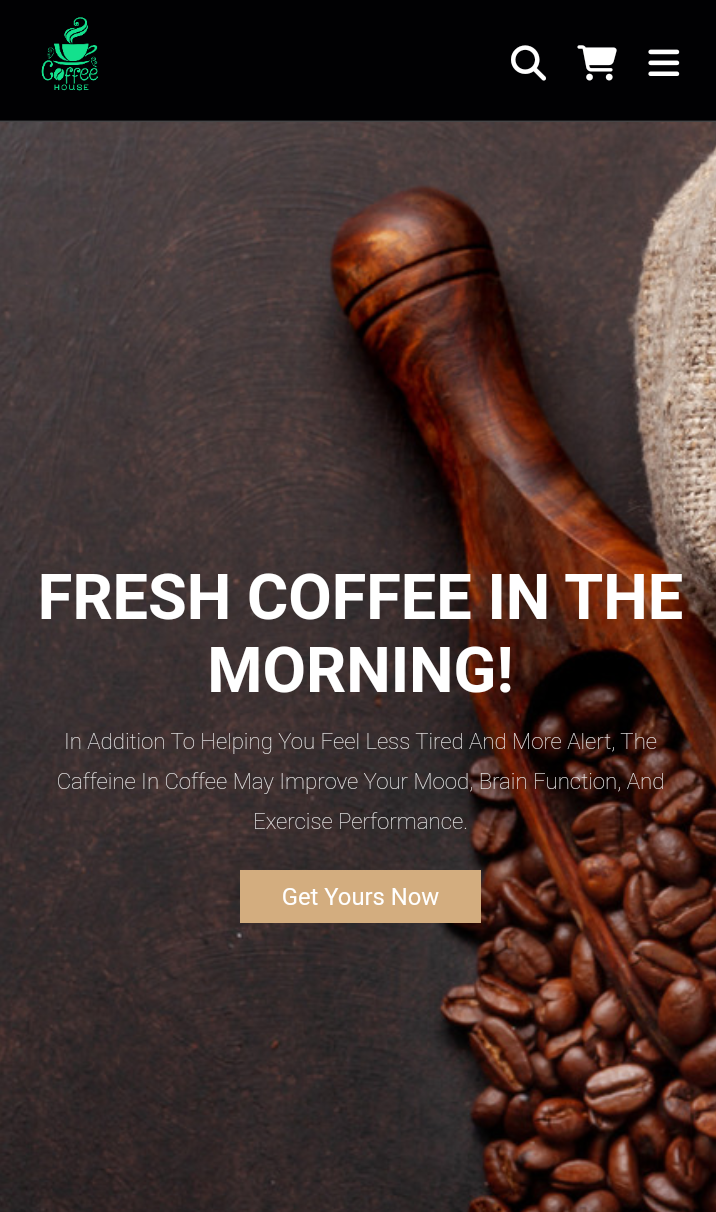 Coffee
HOUSE
FRESH COFFEE IN THE
MORNING!
In Addition To Helping You Feel Less Tired And More Alert, The
Caffeine In Coffee May Improve Your Mood, Brain Function, And
Exercise Performance.
Get Yours Now